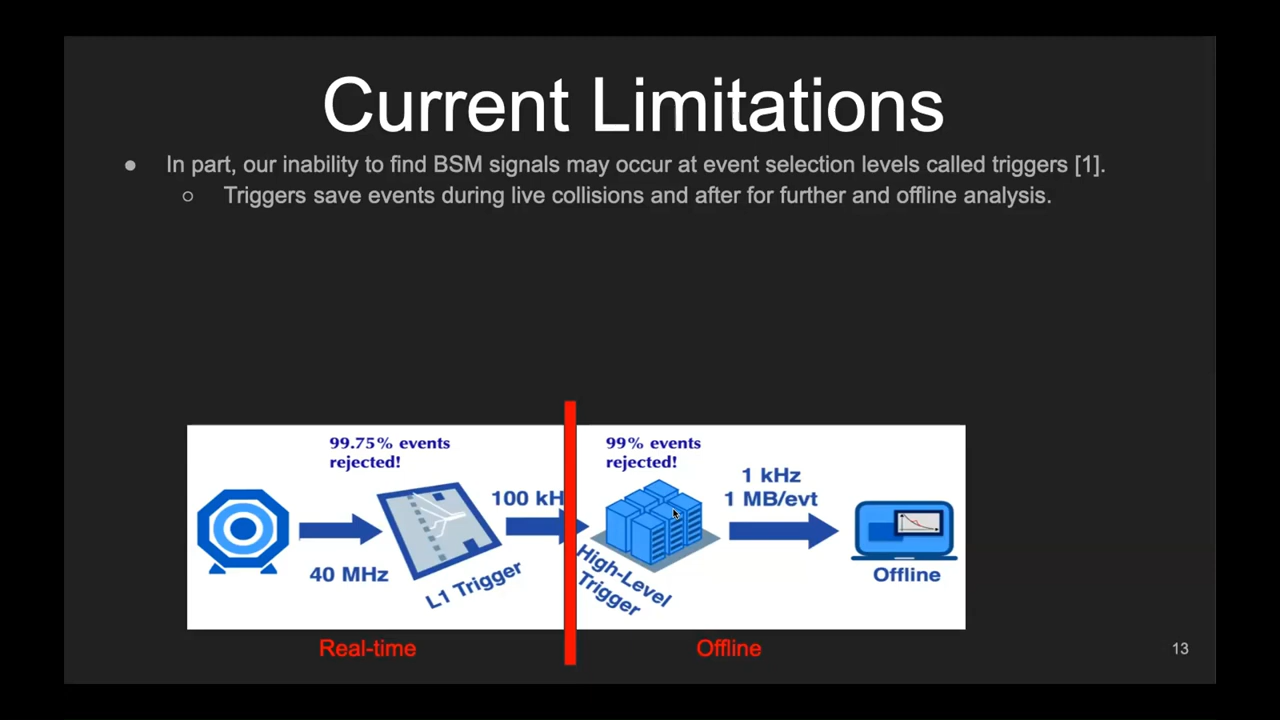 Current Limitations
● In part, our inability to find BSM signals may occur at event selection levels called triggers [1].
○ Triggers save events during live collisions and after for further and offline analysis.
99.75% events
rejected!
99% events
rejected!
1 kHz
1 MB/evt
100 kH
40 MHz
L1 Trigger
High-Level
Trigger
Offline
Real-time
Offline
13